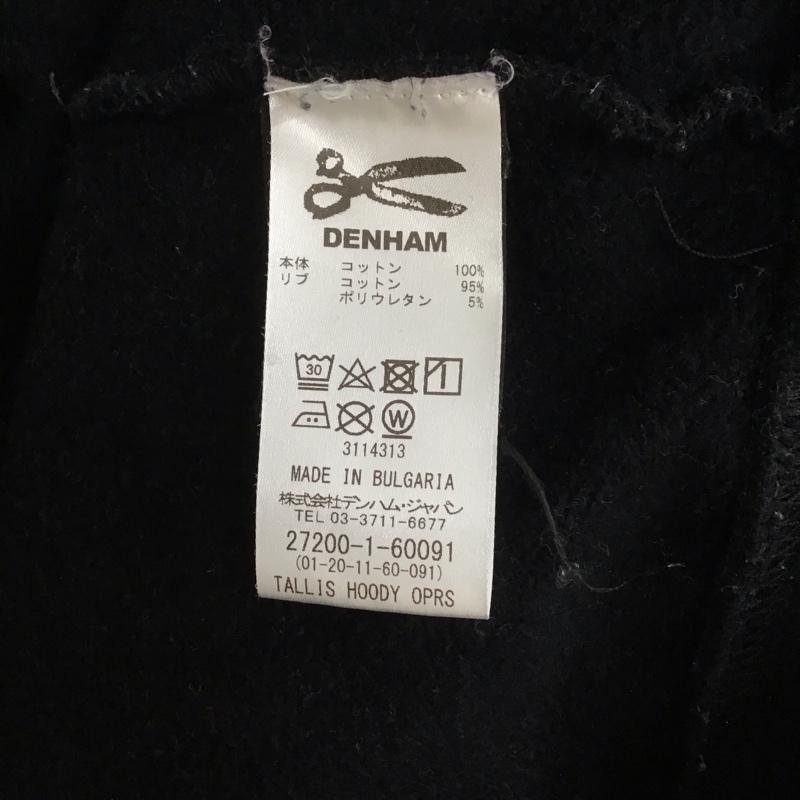 DENHAM
本体 コットン 100%
リブ コットン 95%
ポリウレタン 5%
30
W
3114313
MADE IN BULGARIA
株式会社デンハム・ジャパン
TEL 03-3711-6677
27200-1-60091
(01-20-11-60-091)
TALLIS HOODY OPRS